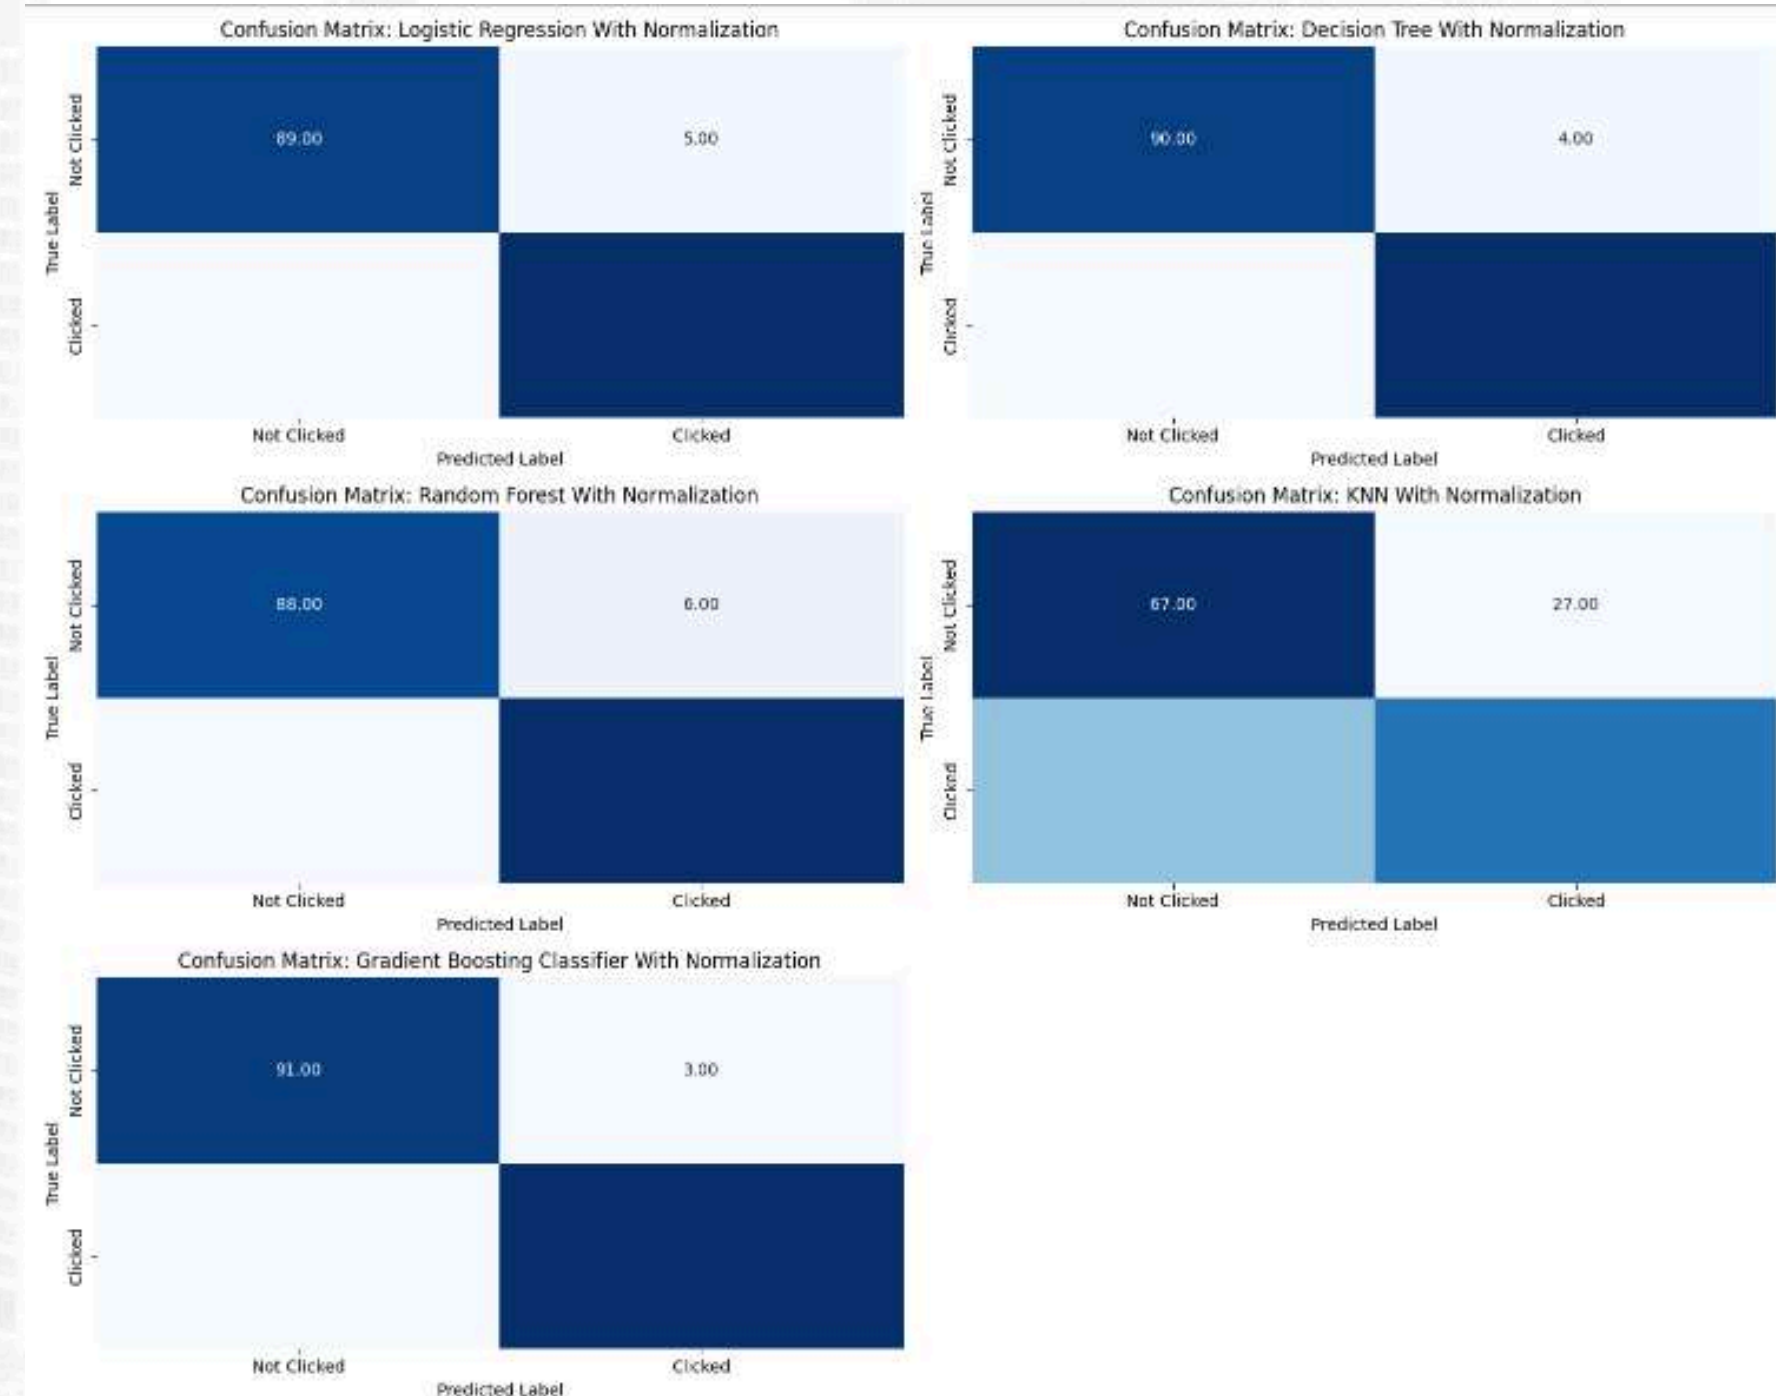 Confusion Matrix: Logistic Regression With Normalization
True Label
Not Clicked
89.00
5.00
Clicked
Not Clicked
Clicked
Predicted Label
Confusion Matrix: Decision Tree With Normalization
True Label
Not Clicked
90.00
4.00
Clicked
Not Clicked
Clicked
Predicted Label
Confusion Matrix: Random Forest With Normalization
True Label
Not Clicked
88.00
6.00
Clicked
Not Clicked
Clicked
Predicted Label
Confusion Matrix: KNN With Normalization
True Label
Not Clicked
67.00
27.00
Clicked
Not Clicked
Clicked
Predicted Label
Confusion Matrix: Gradient Boosting Classifier With Normalization
True Label
Not Clicked
91.00
3.00
Clicked
Not Clicked
Clicked
Predicted Label